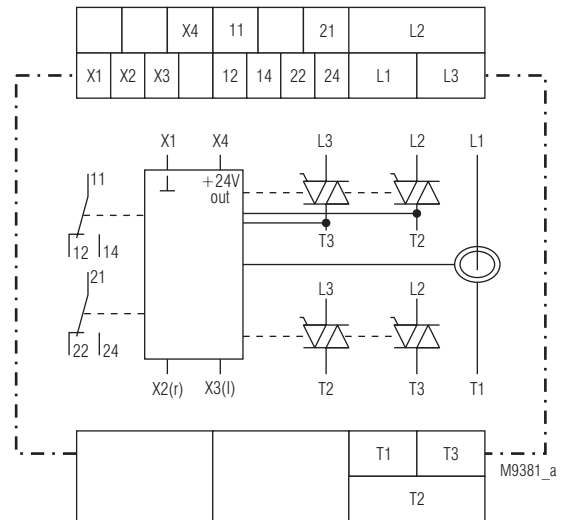 X4 11 21 L2
X1 X2 X3 12 14 22 24 L1 L3
X1 X4 L3 L2 L1
11
+24V
out
12 14
T3 T2
21
L3 L2
22 24
X2(r) X3(l) T2 T3 T1
T1 T3
M9381_a
T2